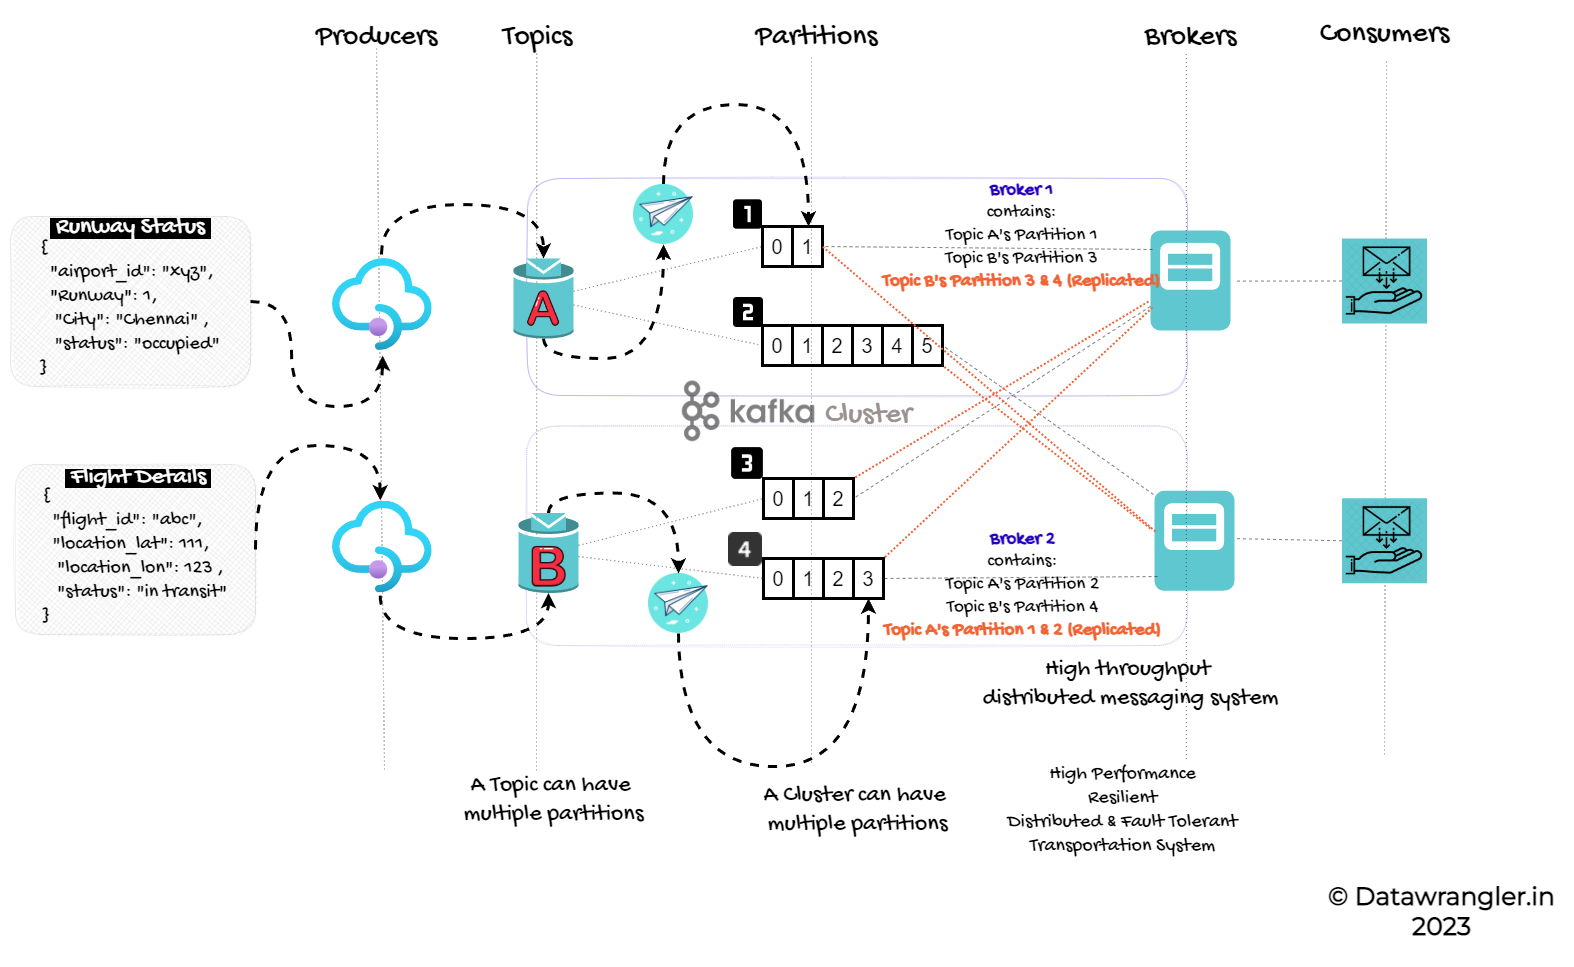 Producers
Topics
Partitions
Brokers
Consumers
Runway Status
{
"airport_id": "xyz",
"Runway": 1,
"City": "Chennai" ,
"status": "occupied"
}
Flight Details
{
"flight_id": "abc",
"location_lat": 111,
"location_lon": 123 ,
"status": "in transit"
}
A
B
1
0 1
2
0 1 2 3 4 5
kafka Cluster
3
0 1 2
4
0 1 2 3
Broker 1
contains:
Topic A's Partition 1
Topic B's Partition 3
Topic B's Partition 3 & 4 (Replicated)
Broker 2
contains:
Topic A's Partition 2
Topic B's Partition 4
Topic A's Partition 1 & 2 (Replicated)
High throughput
distributed messaging system
A Topic can have
multiple partitions
A Cluster can have
multiple partitions
High Performance
Resilient
Distributed & Fault Tolerant
Transportation System
© Datawrangler.in
2023